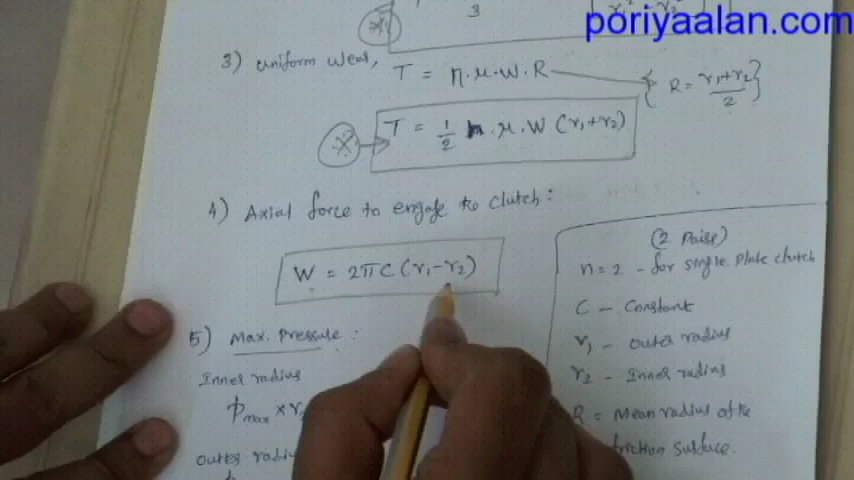 poriyaalan.com
3
3) Uniform wear,
T = n.μ.W.R
{ R = r1+r2/2 }
T = 1/2 n.μ.W (r1+r2)
4) Axial force to engage the clutch:
W = 2πC(r1-r2)
5) Max. Pressure:
Inner radius
Pmax × r
outer radiu
(2 Pairs)
n=2 - for single plate clutch
C - Constant
r1 - outer radius
r2 - Inner radius
R = Mean radius of the
friction surface.